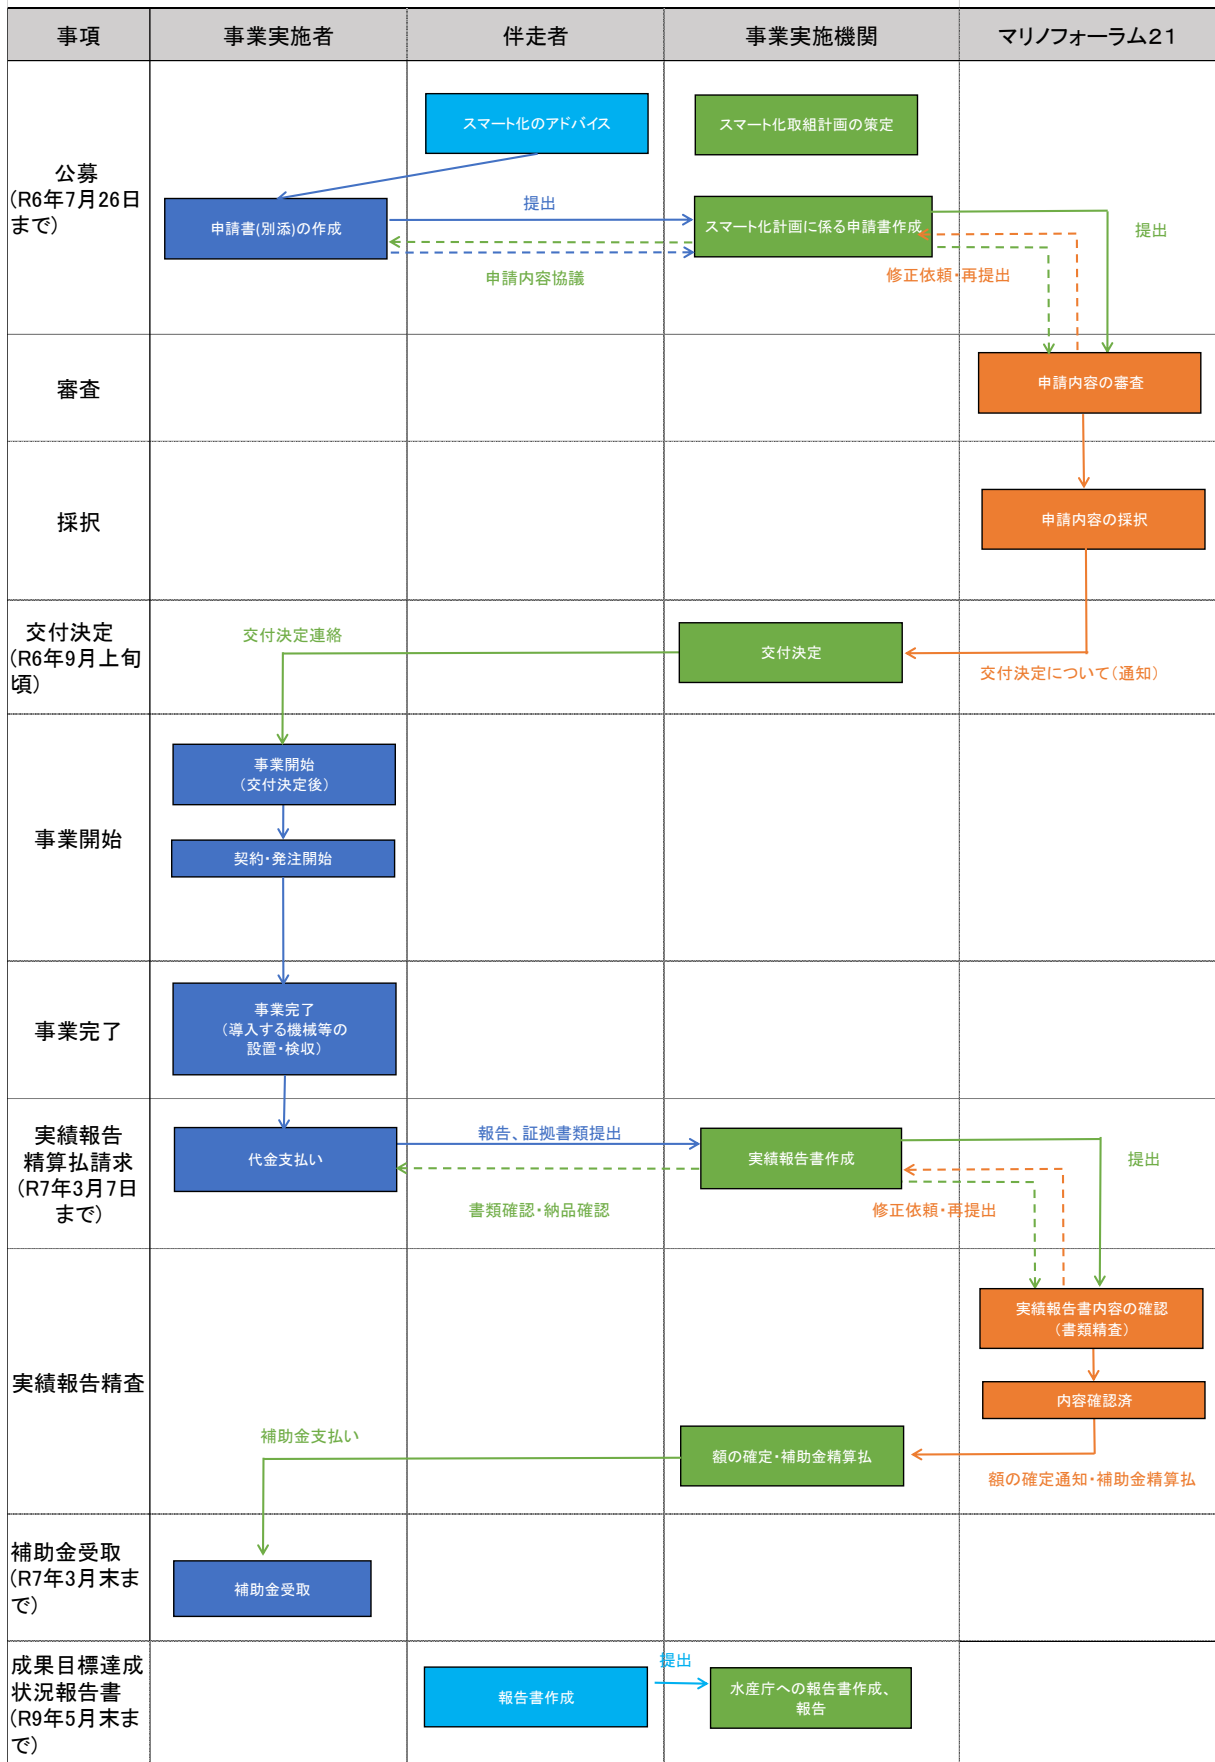 事項
事業実施者
伴走者
事業実施機関
マリノフォーラム21
公募
(R6年7月26日
まで)
スマート化のアドバイス
スマート化取組計画の策定
申請書(別添)の作成
提出
スマート化計画に係る申請書作成
提出
申請内容協議
修正依頼・再提出
審査
申請内容の審査
採択
申請内容の採択
交付決定
(R6年9月上旬
頃)
交付決定連絡
交付決定
交付決定について(通知)
事業開始
事業開始
(交付決定後)
契約・発注開始
事業完了
事業完了
(導入する機械等の
設置・検収)
実績報告
精算払請求
(R7年3月7日
まで)
代金支払い
報告、証拠書類提出
実績報告書作成
提出
書類確認・納品確認
修正依頼・再提出
実績報告精査
実績報告書内容の確認
(書類精査)
内容確認済
補助金支払い
額の確定・補助金精算払
額の確定通知・補助金精算払
補助金受取
(R7年3月末ま
で)
補助金受取
成果目標達成
状況報告書
(R9年5月末ま
で)
報告書作成
提出
水産庁への報告書作成、
報告